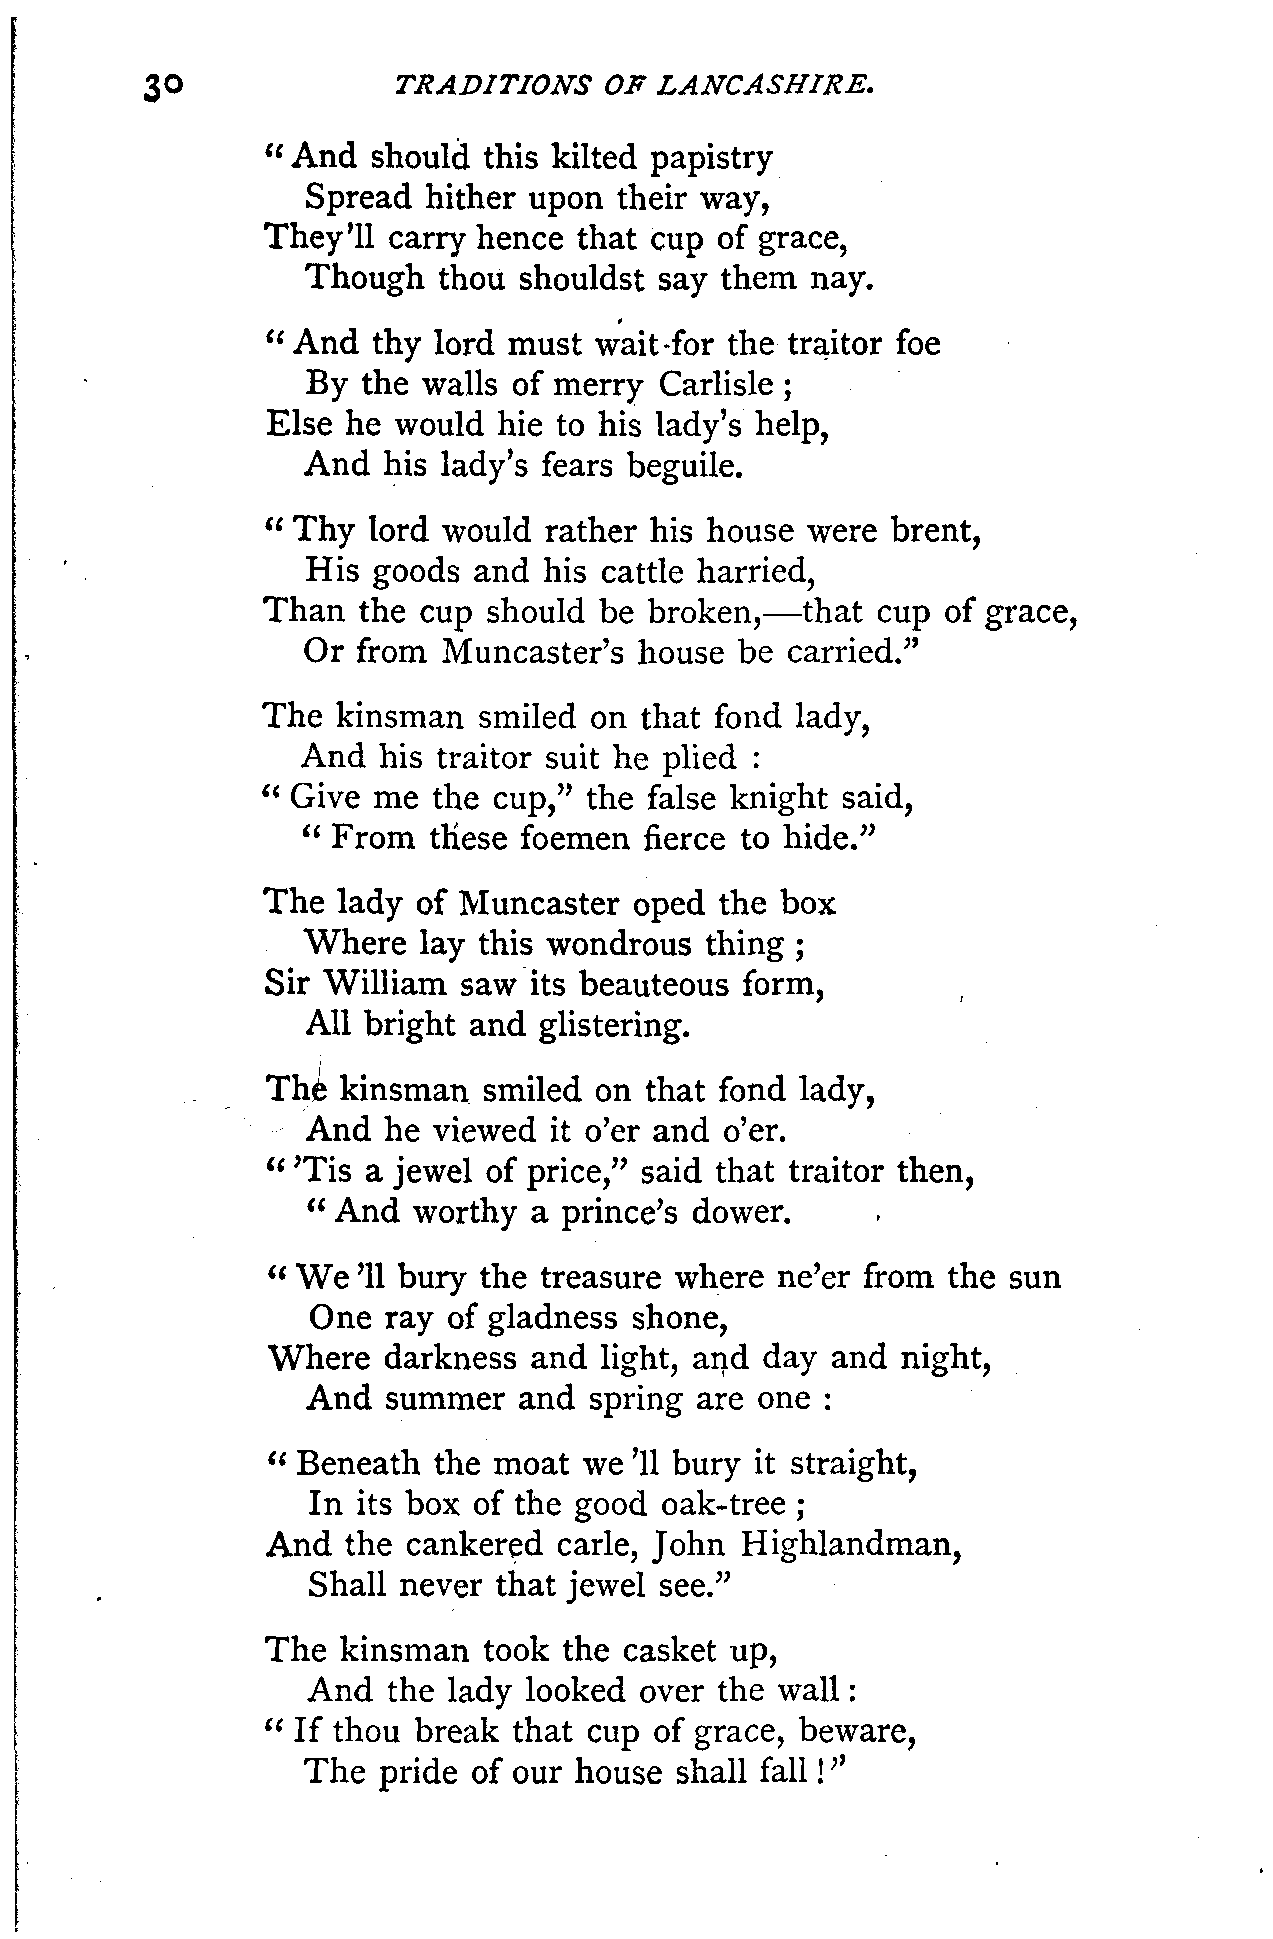 30 TRADITIONS OF LANCASHIRE.
“ And should this kilted papistry
Spread hither upon their way,
They’ll carry hence that cup of grace,
Though thou shouldst say them nay.
“ And thy lord must wait for the traitor foe
By the walls of merry Carlisle ;
Else he would hie to his lady’s help,
And his lady’s fears beguile.
“ Thy lord would rather his house were brent,
His goods and his cattle harried,
Than the cup should be broken,—that cup of grace,
Or from Muncaster’s house be carried.”
The kinsman smiled on that fond lady,
And his traitor suit he plied :
“ Give me the cup,” the false knight said,
“ From these foemen fierce to hide.”
The lady of Muncaster oped the box
Where lay this wondrous thing ;
Sir William saw its beauteous form,
All bright and glistering.
The kinsman smiled on that fond lady,
And he viewed it o’er and o’er.
“ ’Tis a jewel of price,” said that traitor then,
“ And worthy a prince’s dower.
“ We ’ll bury the treasure where ne’er from the sun
One ray of gladness shone,
Where darkness and light, and day and night,
And summer and spring are one :
“ Beneath the moat we ’ll bury it straight,
In its box of the good oak-tree ;
And the cankered carle, John Highlandman,
Shall never that jewel see.”
The kinsman took the casket up,
And the lady looked over the wall :
“ If thou break that cup of grace, beware,
The pride of our house shall fall !”